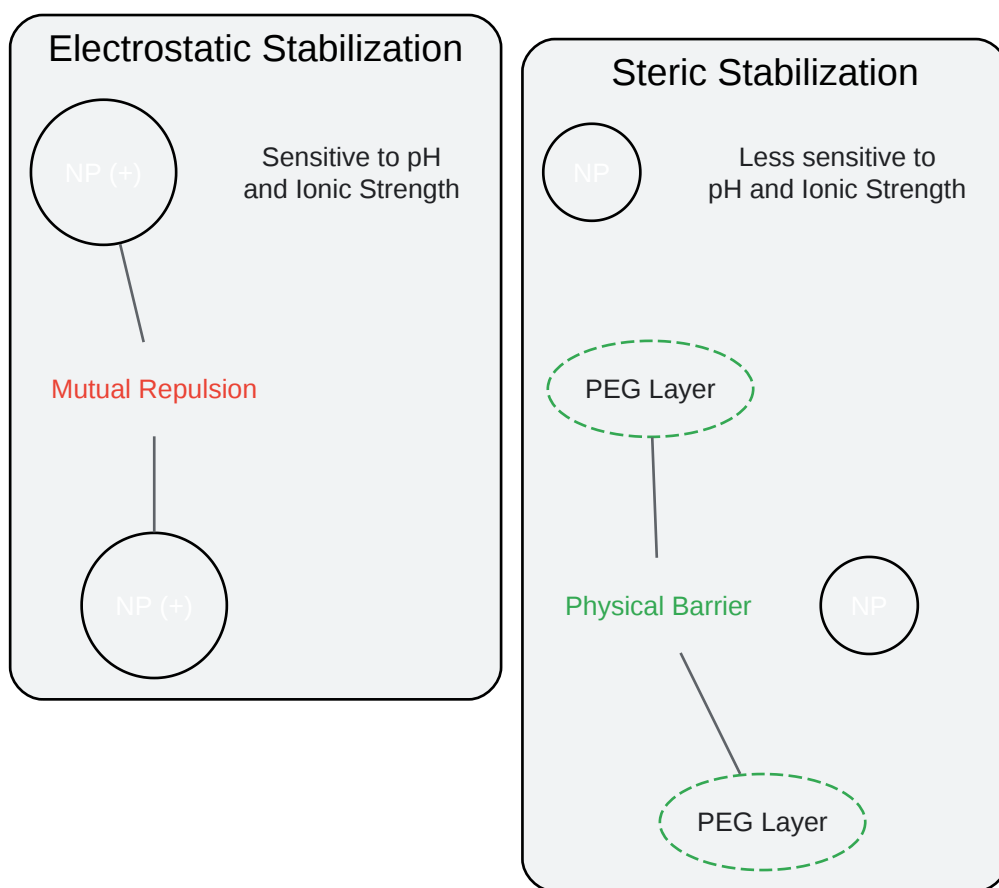 Electrostatic Stabilization
NP (+)
Sensitive to pH
and Ionic Strength
Mutual Repulsion
NP (+)
Steric Stabilization
NP
Less sensitive to
pH and Ionic Strength
PEG Layer
Physical Barrier
NP
PEG Layer